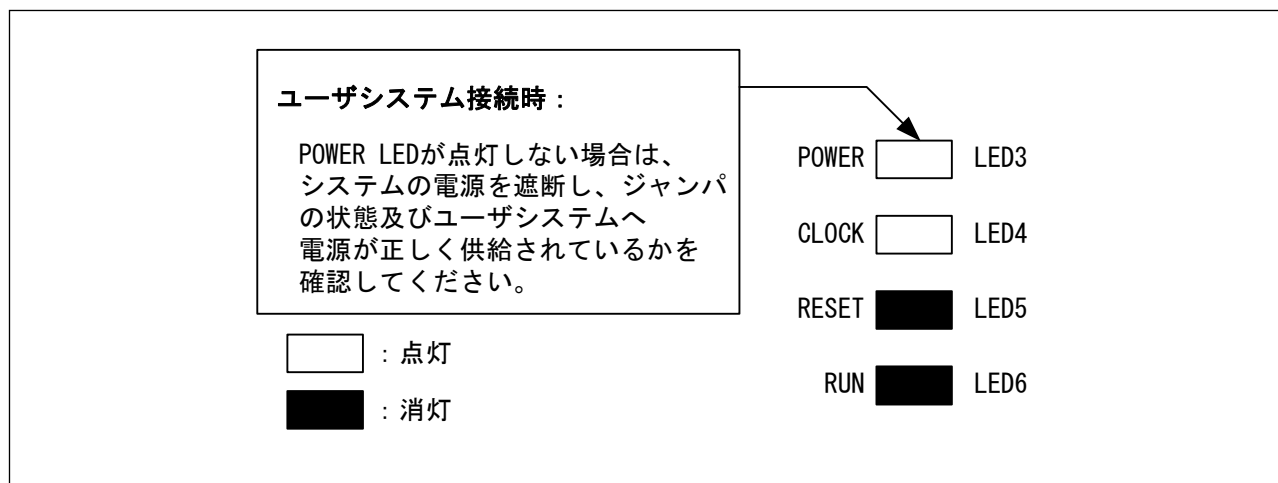 ユーザシステム接続時：
POWER LEDが点灯しない場合は、
システムの電源を遮断し、ジャンパ
の状態及びユーザシステムへ
電源が正しく供給されているかを
確認してください。
：点灯
：消灯
POWER LED3
CLOCK LED4
RESET LED5
RUN LED6